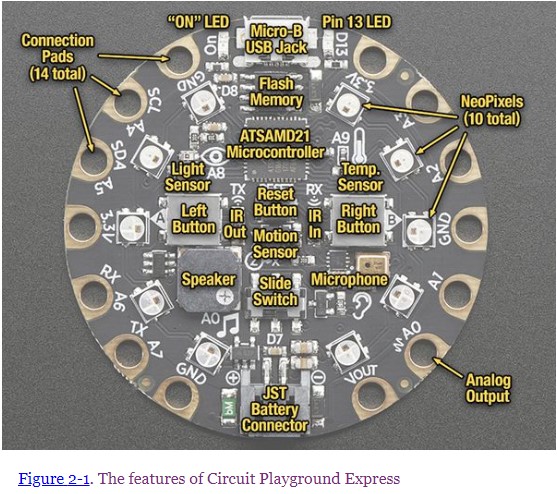 "ON" LED
Micro-B
USB Jack
Pin 13 LED
Connection
Pads
(14 total)
ON
D13
GND
D8
Flash
Memory
3.3V
NeoPixels
(10 total)
SCL
A4
ATSAMD21
Microcontroller
A9
SDA
A5
Light
Sensor
A8
Temp.
Sensor
A2
TX
Reset
Button
RX
3.3V
A
Left
Button
IR
Out
IR
In
Right
Button
B
GND
Motion
Sensor
Speaker
Slide
Switch
Microphone
RX
A6
A1
TX
A7
A0
D7
A0
GND
JST
Battery
Connector
VOUT
Analog
Output
Figure 2-1. The features of Circuit Playground Express